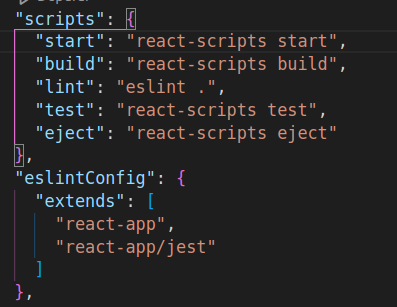 "scripts": {
"start": "react-scripts start",
"build": "react-scripts build",
"lint": "eslint .",
"test": "react-scripts test",
"eject": "react-scripts eject"
},
"eslintConfig": {
"extends": [
"react-app",
"react-app/jest"
]
},